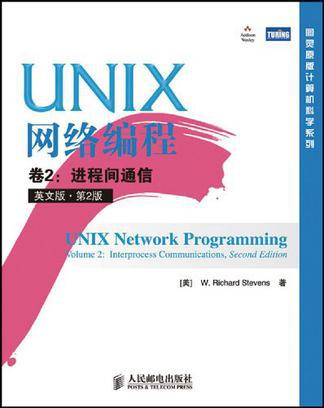 Addison
Wesley
TURING
图灵原版计算机科学系列
UNIX
网络编程
卷2：进程间通信
英文版·第2版
UNIX Network Programming
Volume 2: Interprocess Communications, Second Edition
[美] W. Richard Stevens 著
人民邮电出版社
POSTS & TELECOM PRESS